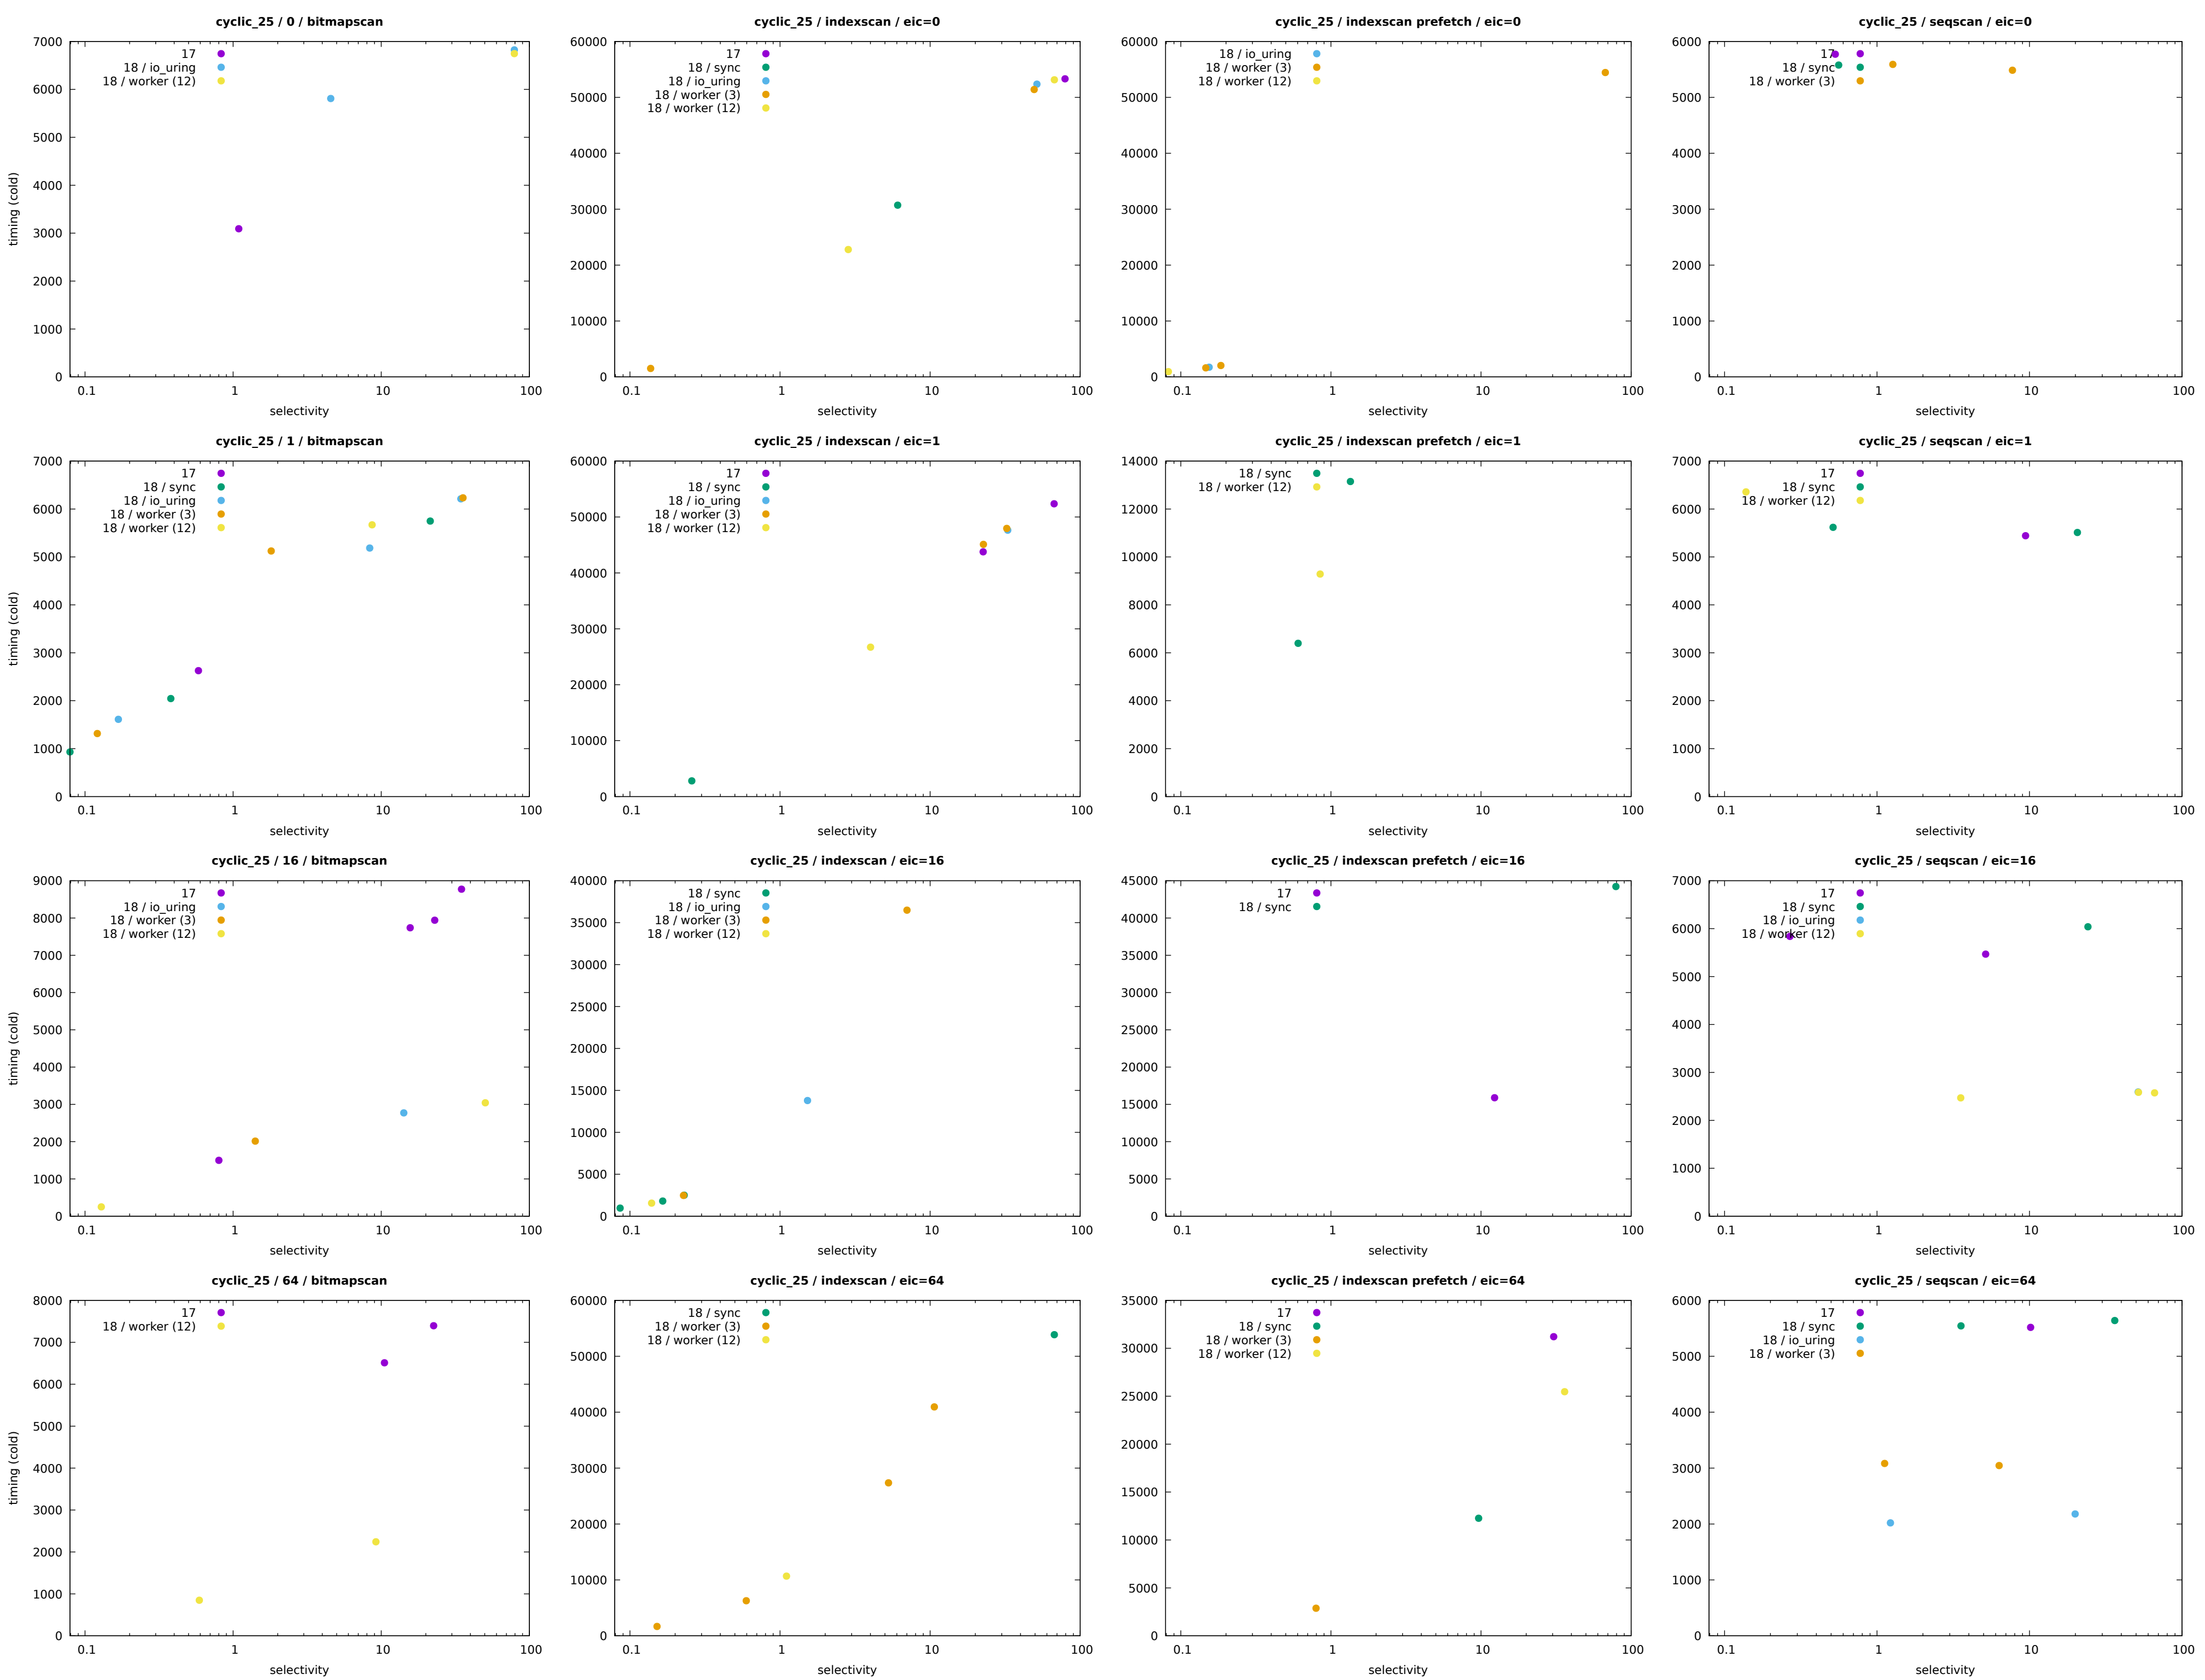 cyclic_25 / 0 / bitmapscan
timing (cold)
7000
6000
5000
4000
3000
2000
1000
0
17
18 / io_uring
18 / worker (12)
0.1 1 10 100
selectivity
cyclic_25 / indexscan / eic=0
60000
50000
40000
30000
20000
10000
0
17
18 / sync
18 / io_uring
18 / worker (3)
18 / worker (12)
0.1 1 10 100
selectivity
cyclic_25 / indexscan prefetch / eic=0
60000
50000
40000
30000
20000
10000
0
18 / io_uring
18 / worker (3)
18 / worker (12)
0.1 1 10 100
selectivity
cyclic_25 / seqscan / eic=0
6000
5000
4000
3000
2000
1000
0
17
18 / sync
18 / worker (3)
0.1 1 10 100
selectivity
cyclic_25 / 1 / bitmapscan
timing (cold)
7000
6000
5000
4000
3000
2000
1000
0
17
18 / sync
18 / io_uring
18 / worker (3)
18 / worker (12)
0.1 1 10 100
selectivity
cyclic_25 / indexscan / eic=1
60000
50000
40000
30000
20000
10000
0
17
18 / sync
18 / io_uring
18 / worker (3)
18 / worker (12)
0.1 1 10 100
selectivity
cyclic_25 / indexscan prefetch / eic=1
14000
12000
10000
8000
6000
4000
2000
0
18 / sync
18 / worker (12)
0.1 1 10 100
selectivity
cyclic_25 / seqscan / eic=1
7000
6000
5000
4000
3000
2000
1000
0
17
18 / sync
18 / worker (12)
0.1 1 10 100
selectivity
cyclic_25 / 16 / bitmapscan
timing (cold)
9000
8000
7000
6000
5000
4000
3000
2000
1000
0
17
18 / io_uring
18 / worker (3)
18 / worker (12)
0.1 1 10 100
selectivity
cyclic_25 / indexscan / eic=16
40000
35000
30000
25000
20000
15000
10000
5000
0
18 / sync
18 / io_uring
18 / worker (3)
18 / worker (12)
0.1 1 10 100
selectivity
cyclic_25 / indexscan prefetch / eic=16
45000
40000
35000
30000
25000
20000
15000
10000
5000
0
17
18 / sync
0.1 1 10 100
selectivity
cyclic_25 / seqscan / eic=16
7000
6000
5000
4000
3000
2000
1000
0
17
18 / sync
18 / io_uring
18 / worker (12)
0.1 1 10 100
selectivity
cyclic_25 / 64 / bitmapscan
timing (cold)
8000
7000
6000
5000
4000
3000
2000
1000
0
17
18 / worker (12)
0.1 1 10 100
selectivity
cyclic_25 / indexscan / eic=64
60000
50000
40000
30000
20000
10000
0
18 / sync
18 / worker (3)
18 / worker (12)
0.1 1 10 100
selectivity
cyclic_25 / indexscan prefetch / eic=64
35000
30000
25000
20000
15000
10000
5000
0
17
18 / sync
18 / worker (3)
18 / worker (12)
0.1 1 10 100
selectivity
cyclic_25 / seqscan / eic=64
6000
5000
4000
3000
2000
1000
0
17
18 / sync
18 / io_uring
18 / worker (3)
0.1 1 10 100
selectivity